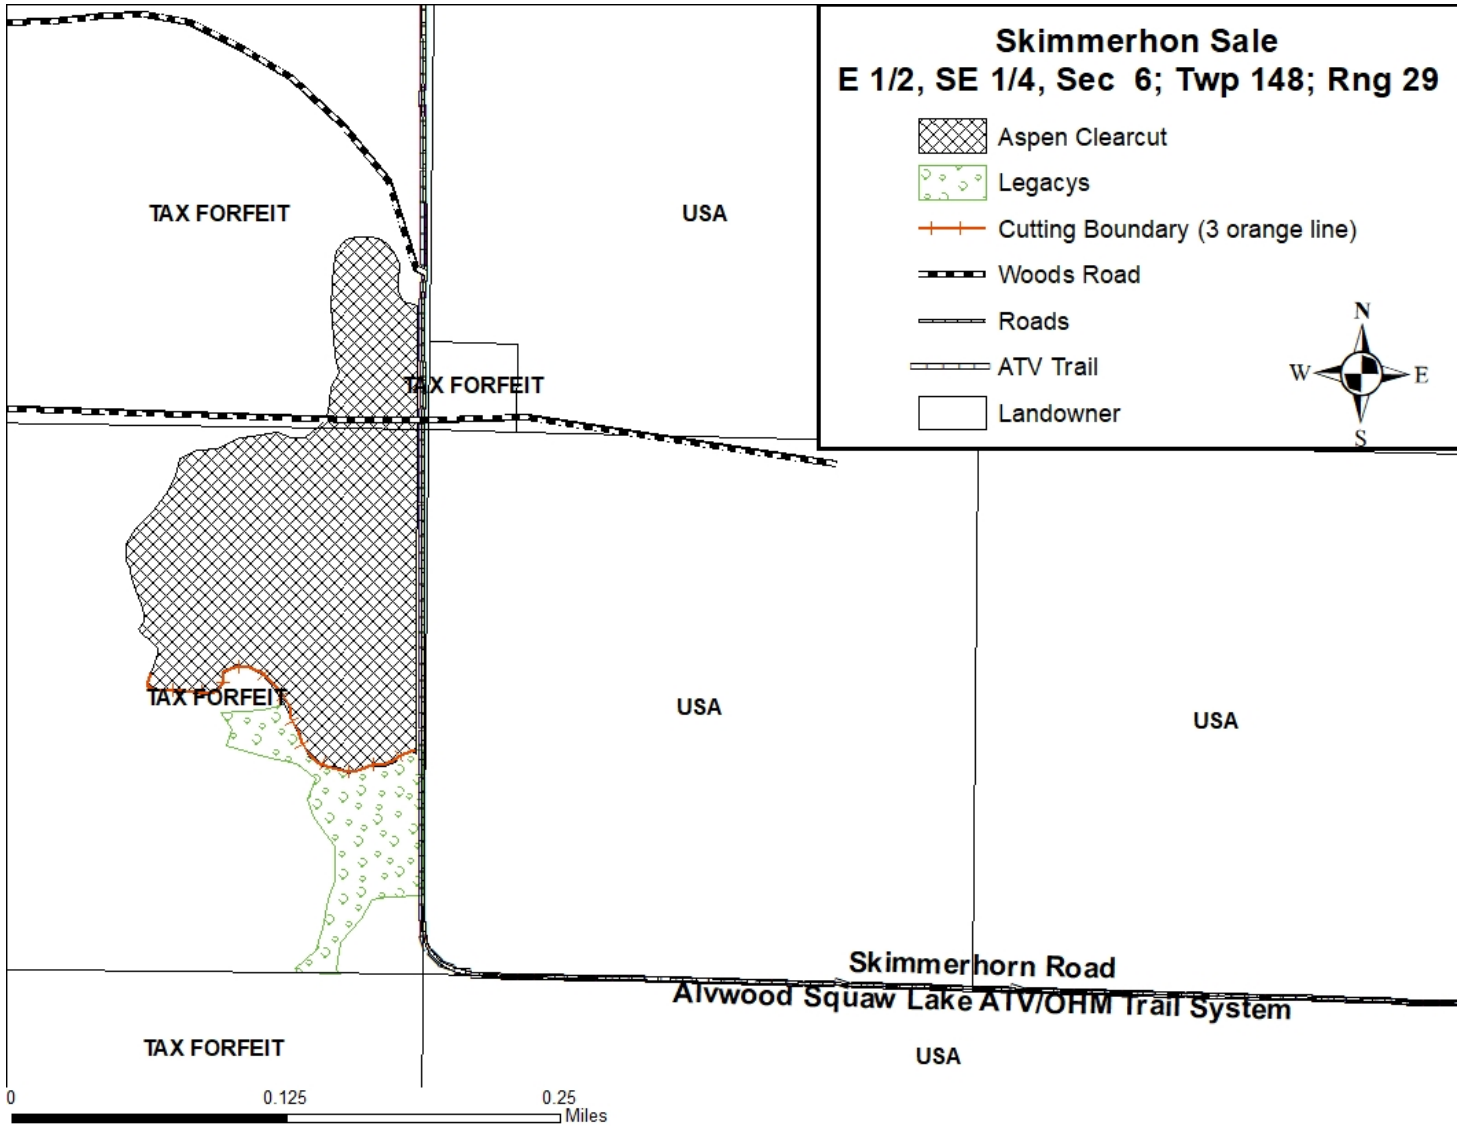 Skimmerhon Sale
E 1/2, SE 1/4, Sec 6; Twp 148; Rng 29
Aspen Clearcut
Legacys
Cutting Boundary (3 orange line)
Woods Road
Roads
ATV Trail
Landowner
N
W
E
S
TAX FORFEIT
USA
TAX FORFEIT
TAX FORFEIT
USA
USA
Skimmerhorn Road
Alvwood Squaw Lake ATV/OHM Trail System
TAX FORFEIT
USA
0
0.125
0.25
Miles